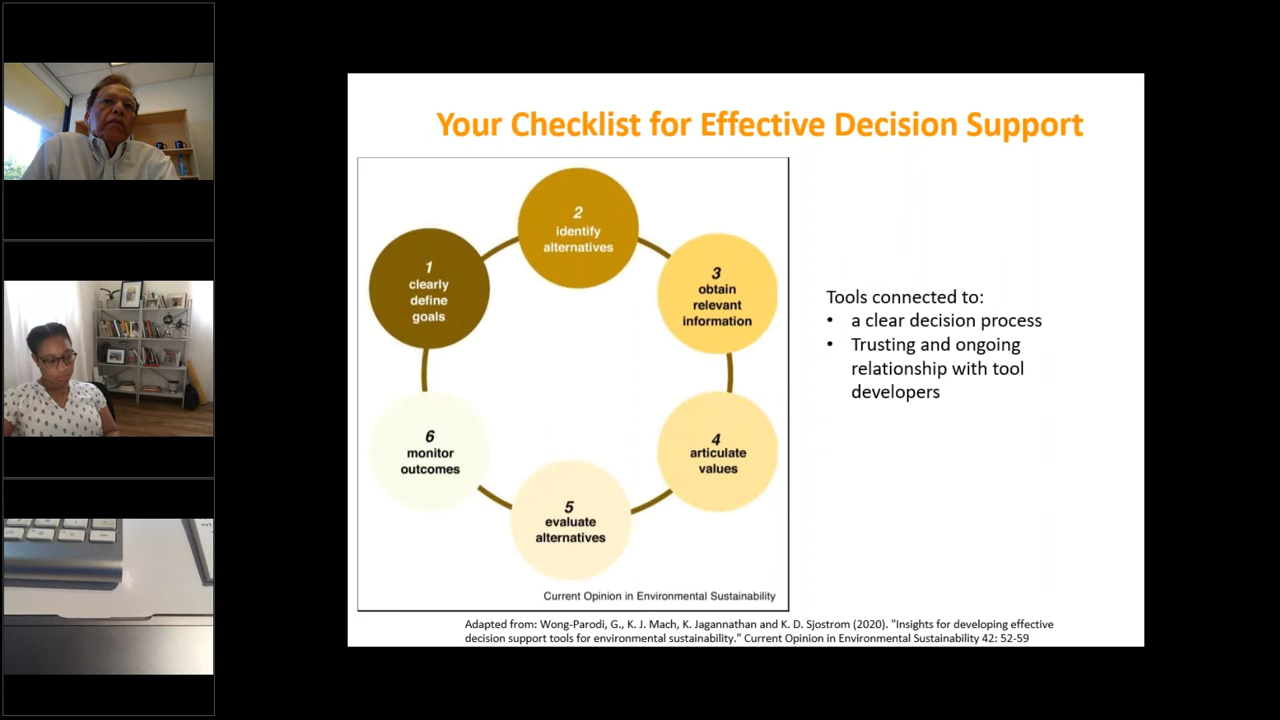 Your Checklist for Effective Decision Support
1
clearly
define
goals
2
identify
alternatives
3
obtain
relevant
information
4
articulate
values
5
evaluate
alternatives
6
monitor
outcomes
Current Opinion in Environmental Sustainability
Tools connected to:
• a clear decision process
• Trusting and ongoing
relationship with tool
developers
Adapted from: Wong-Parodi, G., K. J. Mach, K. Jagannathan and K. D. Sjostrom (2020). "Insights for developing effective
decision support tools for environmental sustainability." Current Opinion in Environmental Sustainability 42: 52-59